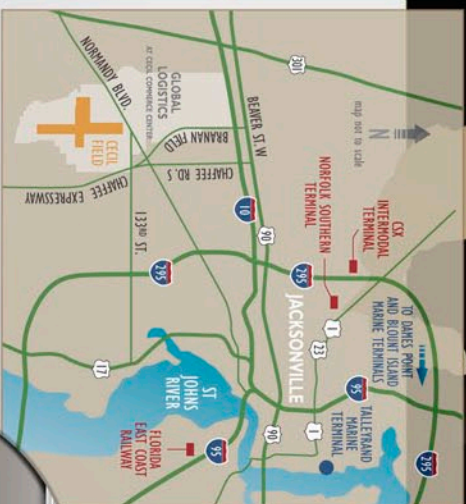 301
map not to scale
N
CSX
INTERMODAL
TERMINAL
NORFOLK SOUTHERN
TERMINAL
TO DAMES POINT
AND BLOUNT ISLAND
MARINE TERMINALS
295
295
1
23
95
TALLEYRAND
MARINE
TERMINAL
1
JACKSONVILLE
BEAVER ST. W
90
10
90
NORMANDY BLVD.
GLOBAL
LOGISTICS
AT CECIL COMMERCE CENTER
BRANAN FIELD
CHAFFEE RD. S
CECIL
FIELD
CHAFFEE EXPRESSWAY
133RD ST.
295
17
ST
JOHNS
RIVER
95
FLORIDA
EAST COAST
RAILWAY